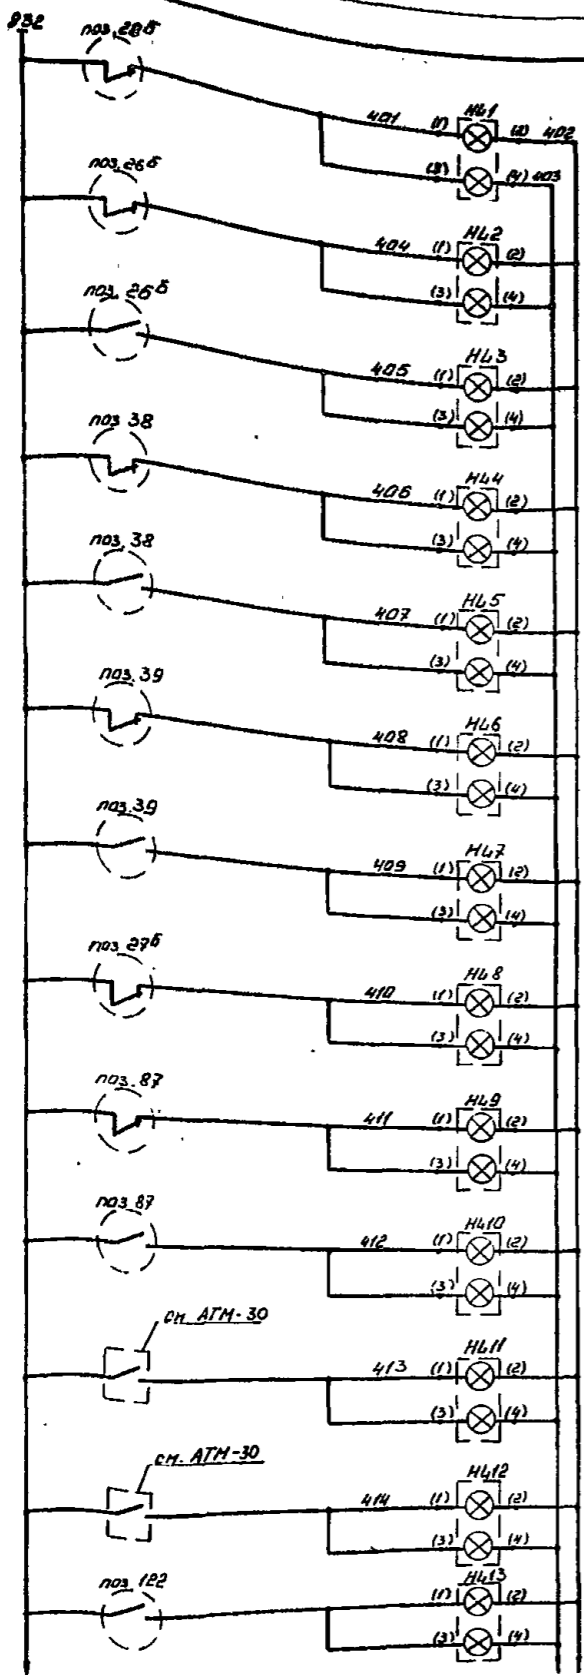 832
поз. 28б
HL1
401 (1) (2) 402
(3) (4) 403
поз. 26б
HL2
404 (1) (2)
(3) (4)
поз. 26б
HL3
405 (1) (2)
(3) (4)
поз. 38
HL4
406 (1) (2)
(3) (4)
поз. 38
HL5
407 (1) (2)
(3) (4)
поз. 39
HL6
408 (1) (2)
(3) (4)
поз. 39
HL7
409 (1) (2)
(3) (4)
поз. 27б
HL8
410 (1) (2)
(3) (4)
поз. 87
HL9
411 (1) (2)
(3) (4)
поз. 87
HL10
412 (1) (2)
(3) (4)
см. АТМ-30
HL11
413 (1) (2)
(3) (4)
см. АТМ-30
HL12
414 (1) (2)
(3) (4)
поз. 122
HL13
(1) (2)
(3) (4)